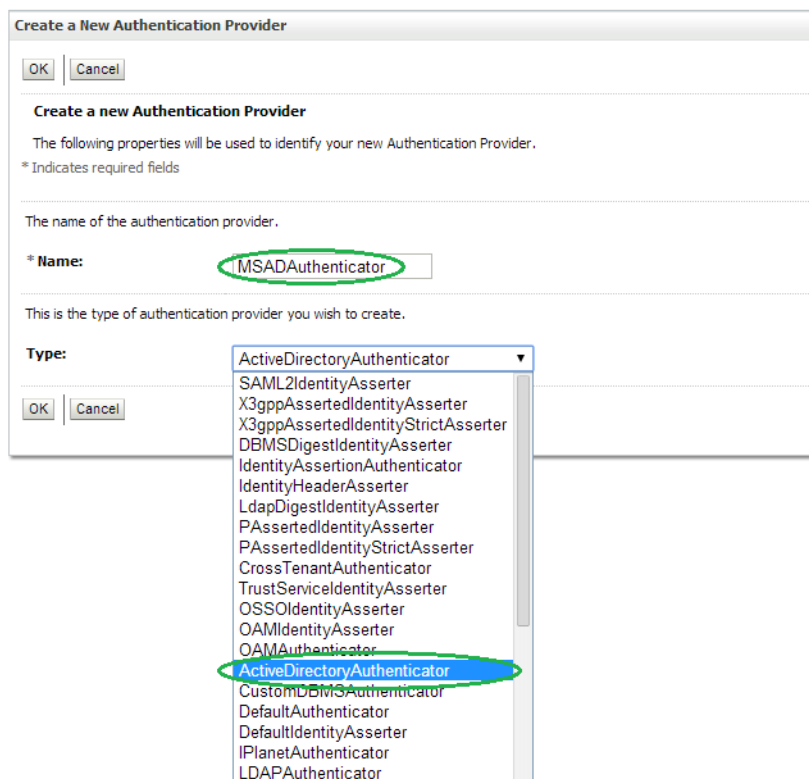 Create a New Authentication Provider
OK Cancel
Create a new Authentication Provider
The following properties will be used to identify your new Authentication Provider.
* Indicates required fields
The name of the authentication provider.
* Name: MSADAuthenticator
This is the type of authentication provider you wish to create.
Type: ActiveDirectoryAuthenticator
SAML2IdentityAsserter
X3gppAssertedIdentityAsserter
X3gppAssertedIdentityStrictAsserter
OK Cancel
DBMSDigestIdentityAsserter
IdentityAssertionAuthenticator
IdentityHeaderAsserter
LdapDigestIdentityAsserter
PAssertedIdentityAsserter
PAssertedIdentityStrictAsserter
CrossTenantAuthenticator
TrustServiceIdentityAsserter
OSSOIdentityAsserter
OAMIdentityAsserter
OAMAuthenticator
ActiveDirectoryAuthenticator
CustomDBMSAuthenticator
DefaultAuthenticator
DefaultIdentityAsserter
IPlanetAuthenticator
LDAPAuthenticator